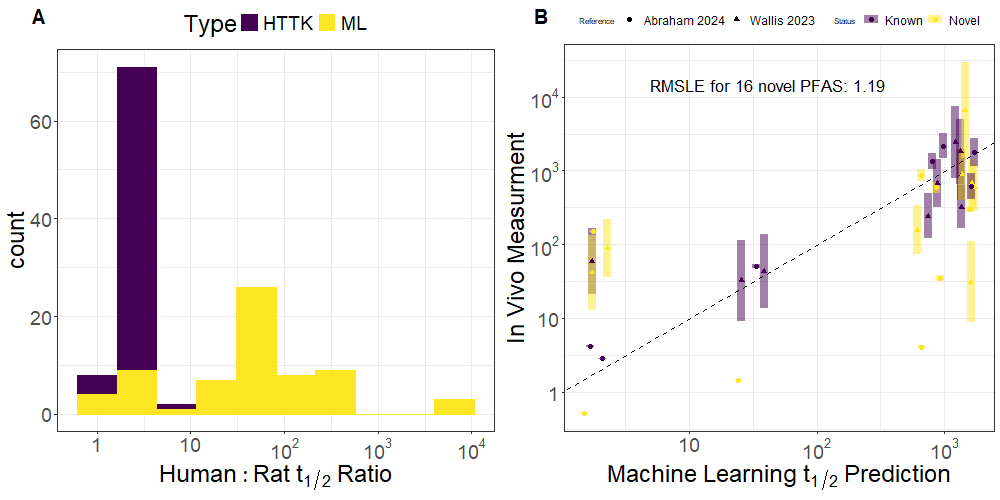 A
Type HTTK ML
count
60
40
20
0
1 10 10² 10³ 10⁴
Human : Rat t1/2 Ratio
B
Reference Abraham 2024 Wallis 2023 Status Known Novel
RMSLE for 16 novel PFAS: 1.19
In Vivo Measurment
10⁴
10³
10²
10
1
10 10² 10³
Machine Learning t1/2 Prediction